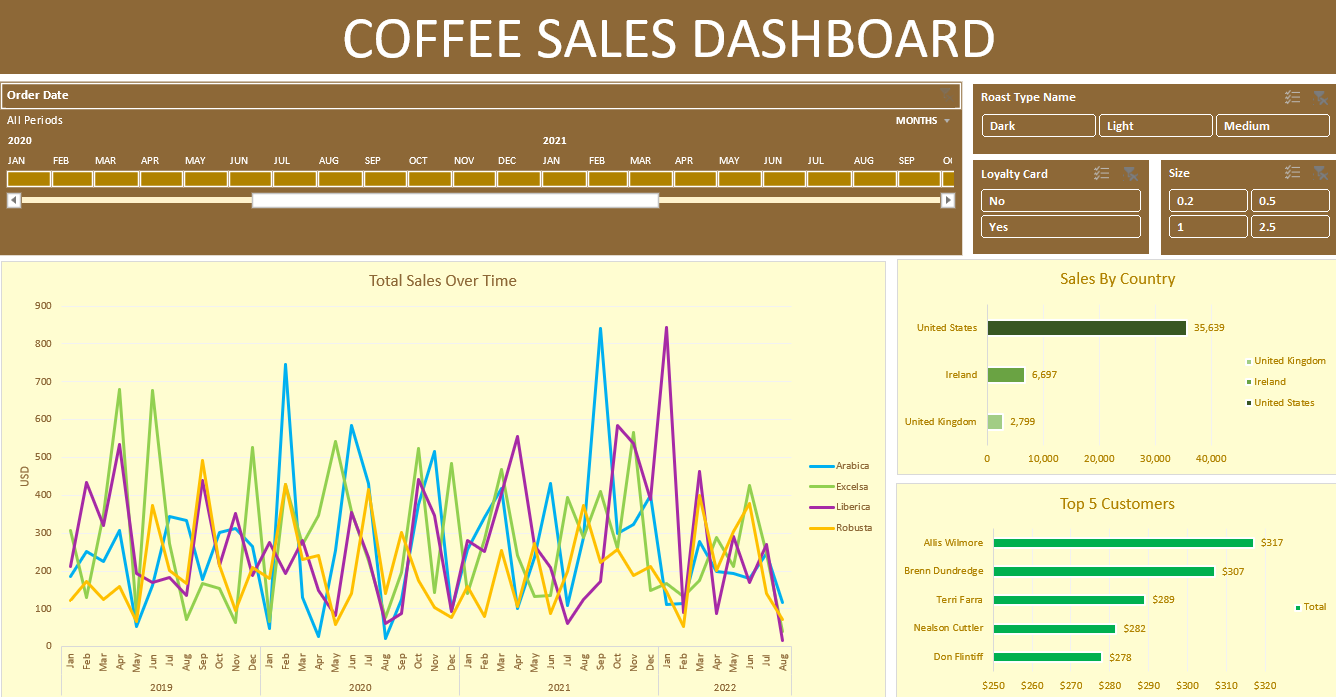 COFFEE SALES DASHBOARD
Order Date
All Periods
MONTHS
2020 2021
JAN FEB MAR APR MAY JUN JUL AUG SEP OCT NOV DEC JAN FEB MAR APR MAY JUN JUL AUG SEP
Roast Type Name
Dark Light Medium
Loyalty Card
No
Yes
Size
0.2 0.5
1 2.5
Total Sales Over Time
900
800
700
600
500
400
300
200
100
0
USD
Jan Feb Mar Apr May Jun Jul Aug Sep Oct Nov Dec Jan Feb Mar Apr May Jun Jul Aug Sep Oct Nov Dec Jan Feb Mar Apr May Jun Jul Aug Sep Oct Nov Dec Jan Feb Mar Apr May Jun Jul Aug
2019 2020 2021 2022
Arabica
Excelsa
Liberica
Robusta
Sales By Country
United States 35,639
Ireland 6,697
United Kingdom 2,799
0 10,000 20,000 30,000 40,000
United Kingdom
Ireland
United States
Top 5 Customers
Allis Wilmore $317
Brenn Dundredge $307
Terri Farra $289
Nealson Cuttler $282
Don Flintiff $278
$250 $260 $270 $280 $290 $300 $310 $320
Total